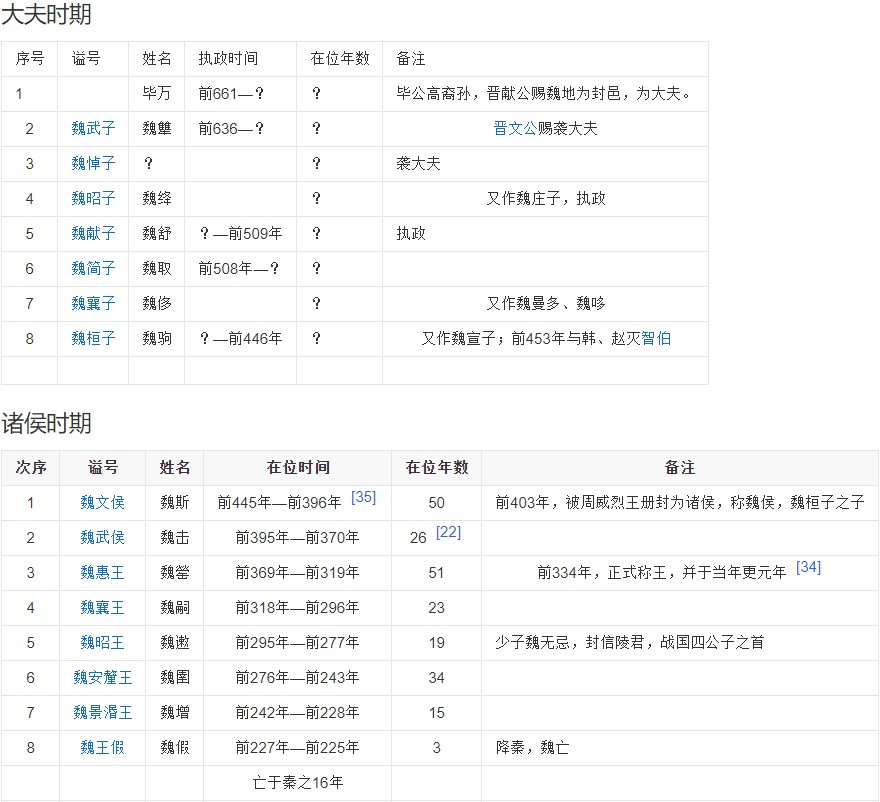 大夫时期
序号 谥号 姓名 执政时间 在位年数 备注
1 毕万 前661—？ ？ 毕公高裔孙，晋献公赐魏地为封邑，为大夫。
2 魏武子 魏犨 前636—？ ？ 晋文公赐袭大夫
3 魏悼子 ？ ？ 袭大夫
4 魏昭子 魏绛 ？ 又作魏庄子，执政
5 魏献子 魏舒 ？—前509年 ？ 执政
6 魏简子 魏取 前508年—？ ？
7 魏襄子 魏侈 ？ 又作魏曼多、魏哆
8 魏桓子 魏驹 ？—前446年 ？ 又作魏宣子；前453年与韩、赵灭智伯
诸侯时期
次序 谥号 姓名 在位时间 在位年数 备注
1 魏文侯 魏斯 前445年—前396年 [35] 50 前403年，被周威烈王册封为诸侯，称魏侯，魏桓子之子
2 魏武侯 魏击 前395年—前370年 26 [22]
3 魏惠王 魏罃 前369年—前319年 51 前334年，正式称王，并于当年更元年 [34]
4 魏襄王 魏嗣 前318年—前296年 23
5 魏昭王 魏遫 前295年—前277年 19 少子魏无忌，封信陵君，战国四公子之首
6 魏安釐王 魏圉 前276年—前243年 34
7 魏景湣王 魏增 前242年—前228年 15
8 魏王假 魏假 前227年—前225年 3 降秦，魏亡
亡于秦之16年